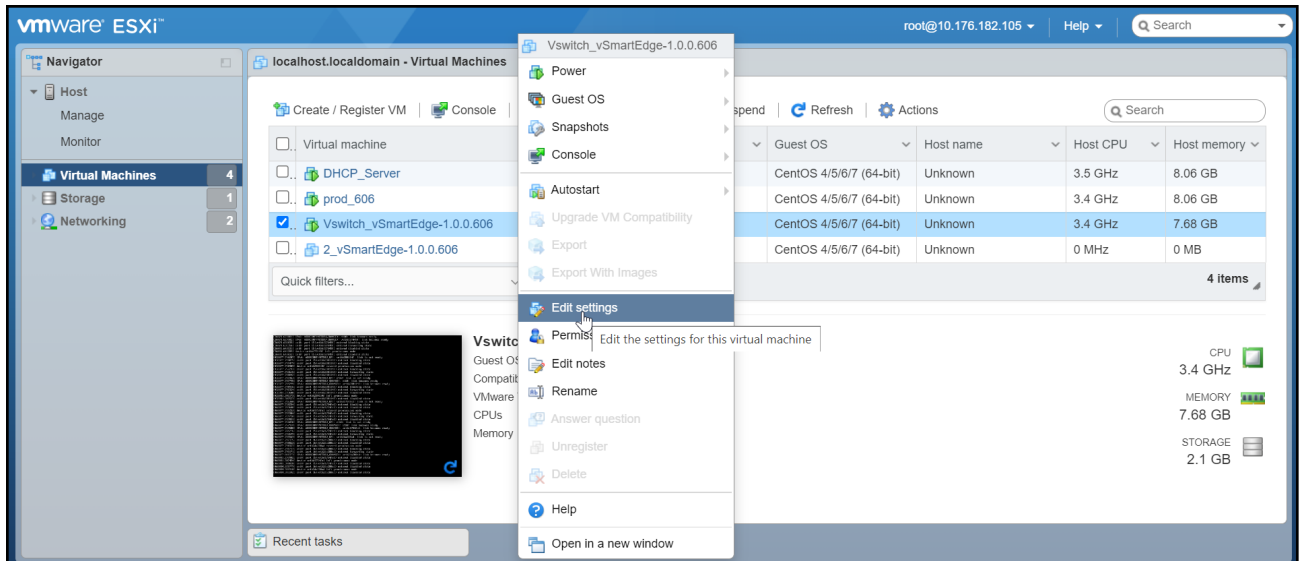 vmware ESXi™
root@10.176.182.105
Help
Search
Navigator
Host
Manage
Monitor
Virtual Machines 4
Storage 1
Networking 2
localhost.localdomain - Virtual Machines
Create / Register VM
Console
spend
Refresh
Actions
Search
Virtual machine
Guest OS
Host name
Host CPU
Host memory
DHCP_Server
CentOS 4/5/6/7 (64-bit)
Unknown
3.5 GHz
8.06 GB
prod_606
CentOS 4/5/6/7 (64-bit)
Unknown
3.4 GHz
8.06 GB
Vswitch_vSmartEdge-1.0.0.606
CentOS 4/5/6/7 (64-bit)
Unknown
3.4 GHz
7.68 GB
2_vSmartEdge-1.0.0.606
CentOS 4/5/6/7 (64-bit)
Unknown
0 MHz
0 MB
Quick filters...
4 items
Vswitc
Guest OS
Compatib
VMware
CPUs
Memory
CPU
3.4 GHz
MEMORY
7.68 GB
STORAGE
2.1 GB
Recent tasks
Vswitch_vSmartEdge-1.0.0.606
Power
Guest OS
Snapshots
Console
Autostart
Upgrade VM Compatibility
Export
Export With Images
Edit settings
Permiss
Edit the settings for this virtual machine
Edit notes
Rename
Answer question
Unregister
Delete
Help
Open in a new window